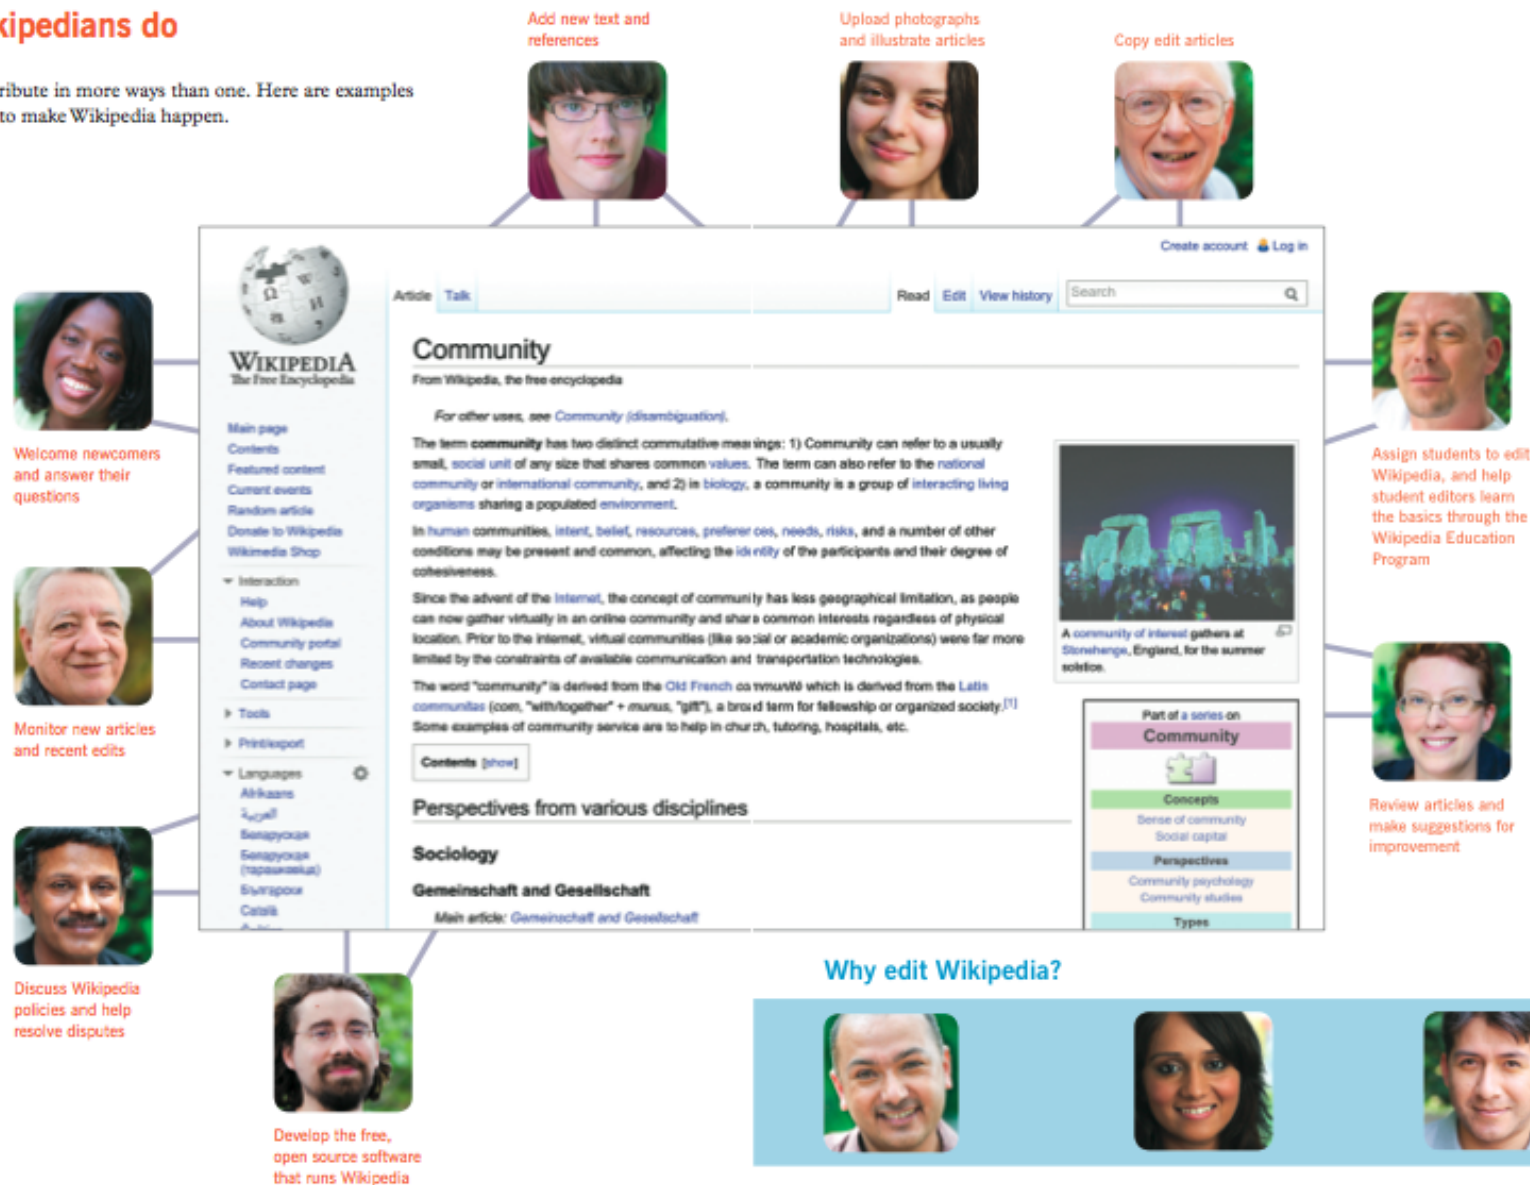 kipedians do
ribute in more ways than one. Here are examples
to make Wikipedia happen.
Add new text and
references
Upload photographs
and illustrate articles
Copy edit articles
Welcome newcomers
and answer their
questions
Monitor new articles
and recent edits
Discuss Wikipedia
policies and help
resolve disputes
Develop the free,
open source software
that runs Wikipedia
WIKIPEDIA
The Free Encyclopedia
Main page
Contents
Featured content
Current events
Random article
Donate to Wikipedia
Wikimedia Shop
Interaction
Help
About Wikipedia
Community portal
Recent changes
Contact page
Tools
Print/export
Languages
Afrikaans
العربية
Беларуская
Беларуская
(тарашкевіца)
Български
Català
Create account Log in
Article Talk
Read Edit View history Search
Community
From Wikipedia, the free encyclopedia
For other uses, see Community (disambiguation).
The term community has two distinct commutative meanings: 1) Community can refer to a usually
small, social unit of any size that shares common values. The term can also refer to the national
community or international community, and 2) in biology, a community is a group of interacting living
organisms sharing a populated environment.
In human communities, intent, belief, resources, preferences, needs, risks, and a number of other
conditions may be present and common, affecting the identity of the participants and their degree of
cohesiveness.
Since the advent of the Internet, the concept of community has less geographical limitation, as people
can now gather virtually in an online community and share common interests regardless of physical
location. Prior to the internet, virtual communities (like social or academic organizations) were far more
limited by the constraints of available communication and transportation technologies.
The word "community" is derived from the Old French communité which is derived from the Latin
communitas (com, "with/together" + munus, "gift"), a broad term for fellowship or organized society.[1]
Some examples of community service are to help in church, tutoring, hospitals, etc.
Contents [show]
Perspectives from various disciplines
Sociology
Gemeinschaft and Gesellschaft
Main article: Gemeinschaft and Gesellschaft
A community of interest gathers at
Stonehenge, England, for the summer
solstice.
Part of a series on
Community
Concepts
Sense of community
Social capital
Perspectives
Community psychology
Community studies
Types
Assign students to edit
Wikipedia, and help
student editors learn
the basics through the
Wikipedia Education
Program
Review articles and
make suggestions for
improvement
Why edit Wikipedia?